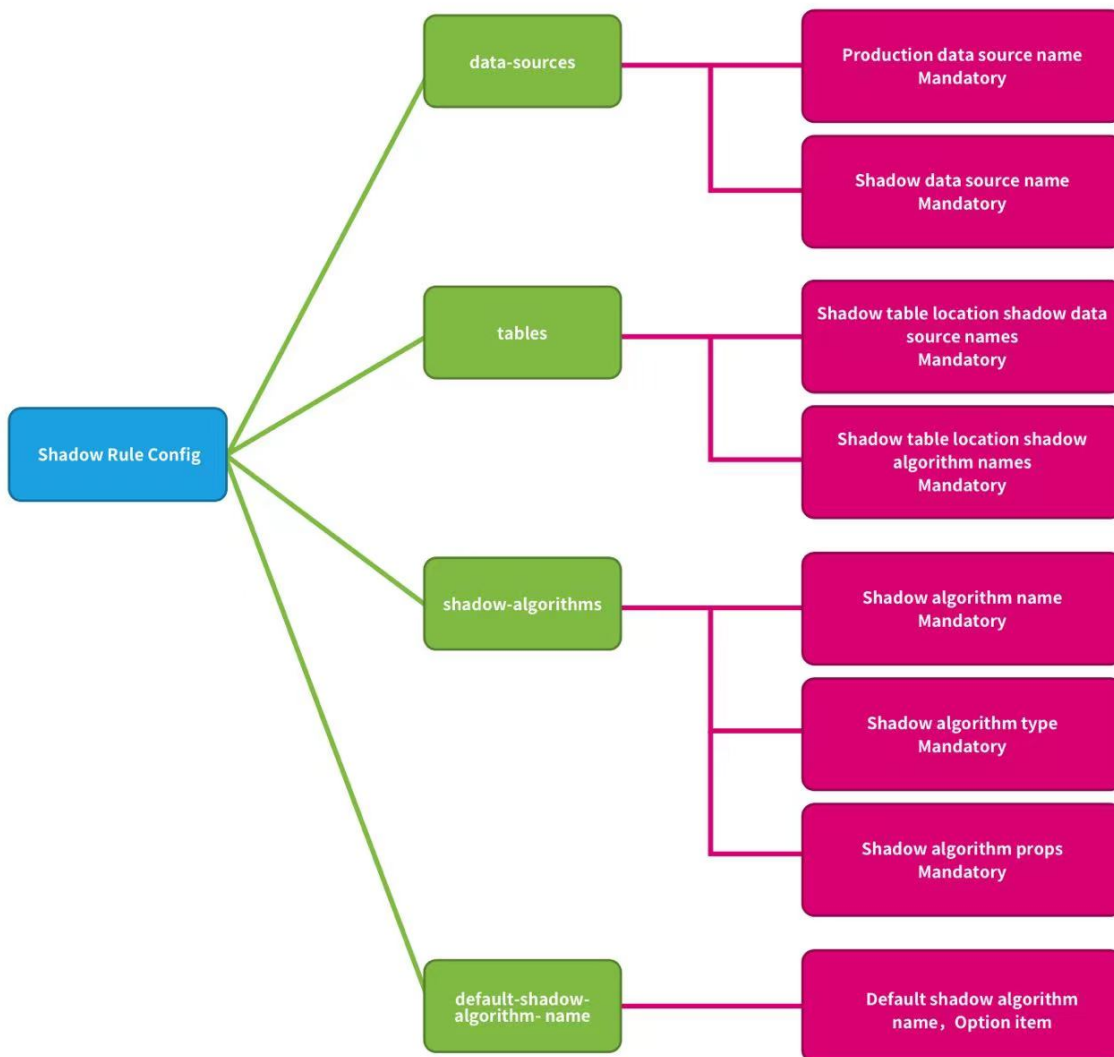 data-sources
Production data source name
Mandatory
Shadow data source name
Mandatory
tables
Shadow table location shadow data
source names
Mandatory
Shadow table location shadow
algorithm names
Mandatory
Shadow Rule Config
shadow-algorithms
Shadow algorithm name
Mandatory
Shadow algorithm type
Mandatory
Shadow algorithm props
Mandatory
default-shadow-
algorithm- name
Default shadow algorithm
name，Option item